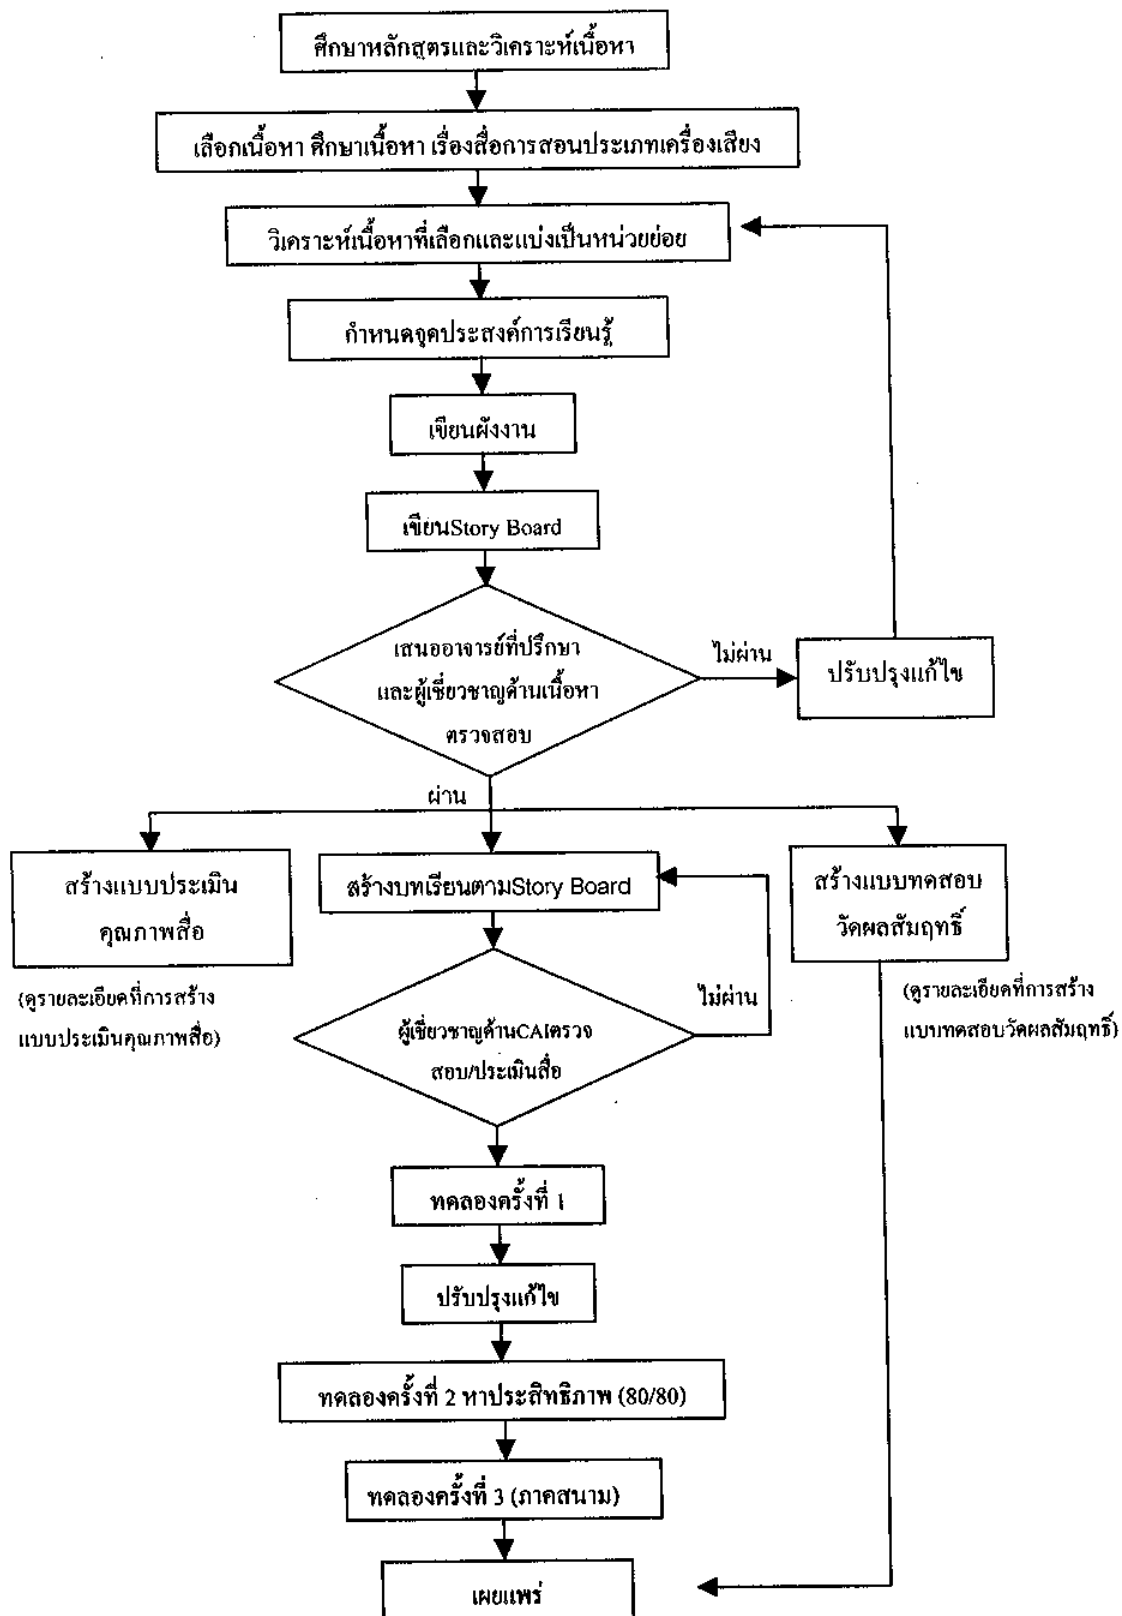 ศึกษาหลักสูตรและวิเคราะห์เนื้อหา
เลือกเนื้อหา ศึกษาเนื้อหา เรื่องสื่อการสอนประเภทเครื่องเสียง
วิเคราะห์เนื้อหาที่เลือกและแบ่งเป็นหน่วยย่อย
กำหนดจุดประสงค์การเรียนรู้
เขียนผังงาน
เขียนStory Board
เสนออาจารย์ที่ปรึกษา
และผู้เชี่ยวชาญด้านเนื้อหา
ตรวจสอบ
ไม่ผ่าน
ปรับปรุงแก้ไข
ผ่าน
สร้างแบบประเมิน
คุณภาพสื่อ
(ดูรายละเอียดที่การสร้าง
แบบประเมินคุณภาพสื่อ)
สร้างบทเรียนตามStory Board
สร้างแบบทดสอบ
วัดผลสัมฤทธิ์
(ดูรายละเอียดที่การสร้าง
แบบทดสอบวัดผลสัมฤทธิ์)
ผู้เชี่ยวชาญด้านCAIตรวจ
สอบ/ประเมินสื่อ
ไม่ผ่าน
ทดลองครั้งที่ 1
ปรับปรุงแก้ไข
ทดลองครั้งที่ 2 หาประสิทธิภาพ (80/80)
ทดลองครั้งที่ 3 (ภาคสนาม)
เผยแพร่